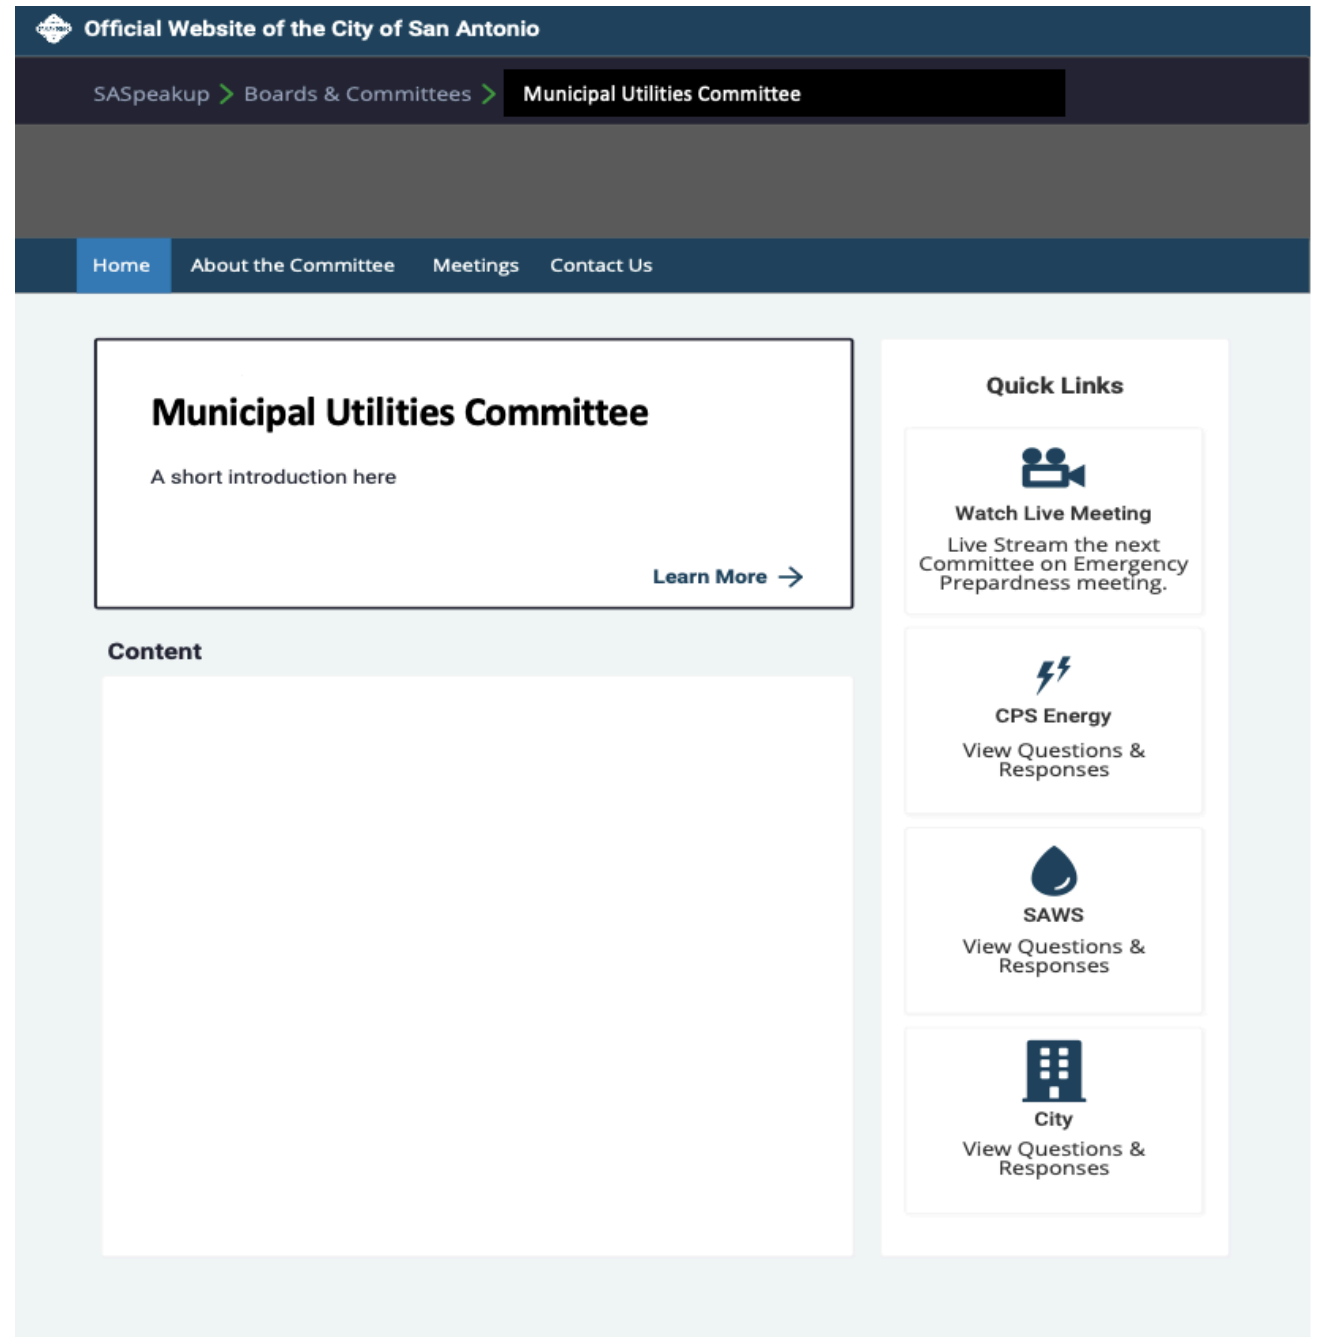 Official Website of the City of San Antonio
SASpeakup > Boards & Committees > Municipal Utilities Committee
Home About the Committee Meetings Contact Us
Municipal Utilities Committee
A short introduction here
Learn More →
Content
Quick Links
Watch Live Meeting
Live Stream the next
Committee on Emergency
Prepardness meeting.
CPS Energy
View Questions &
Responses
SAWS
View Questions &
Responses
City
View Questions &
Responses